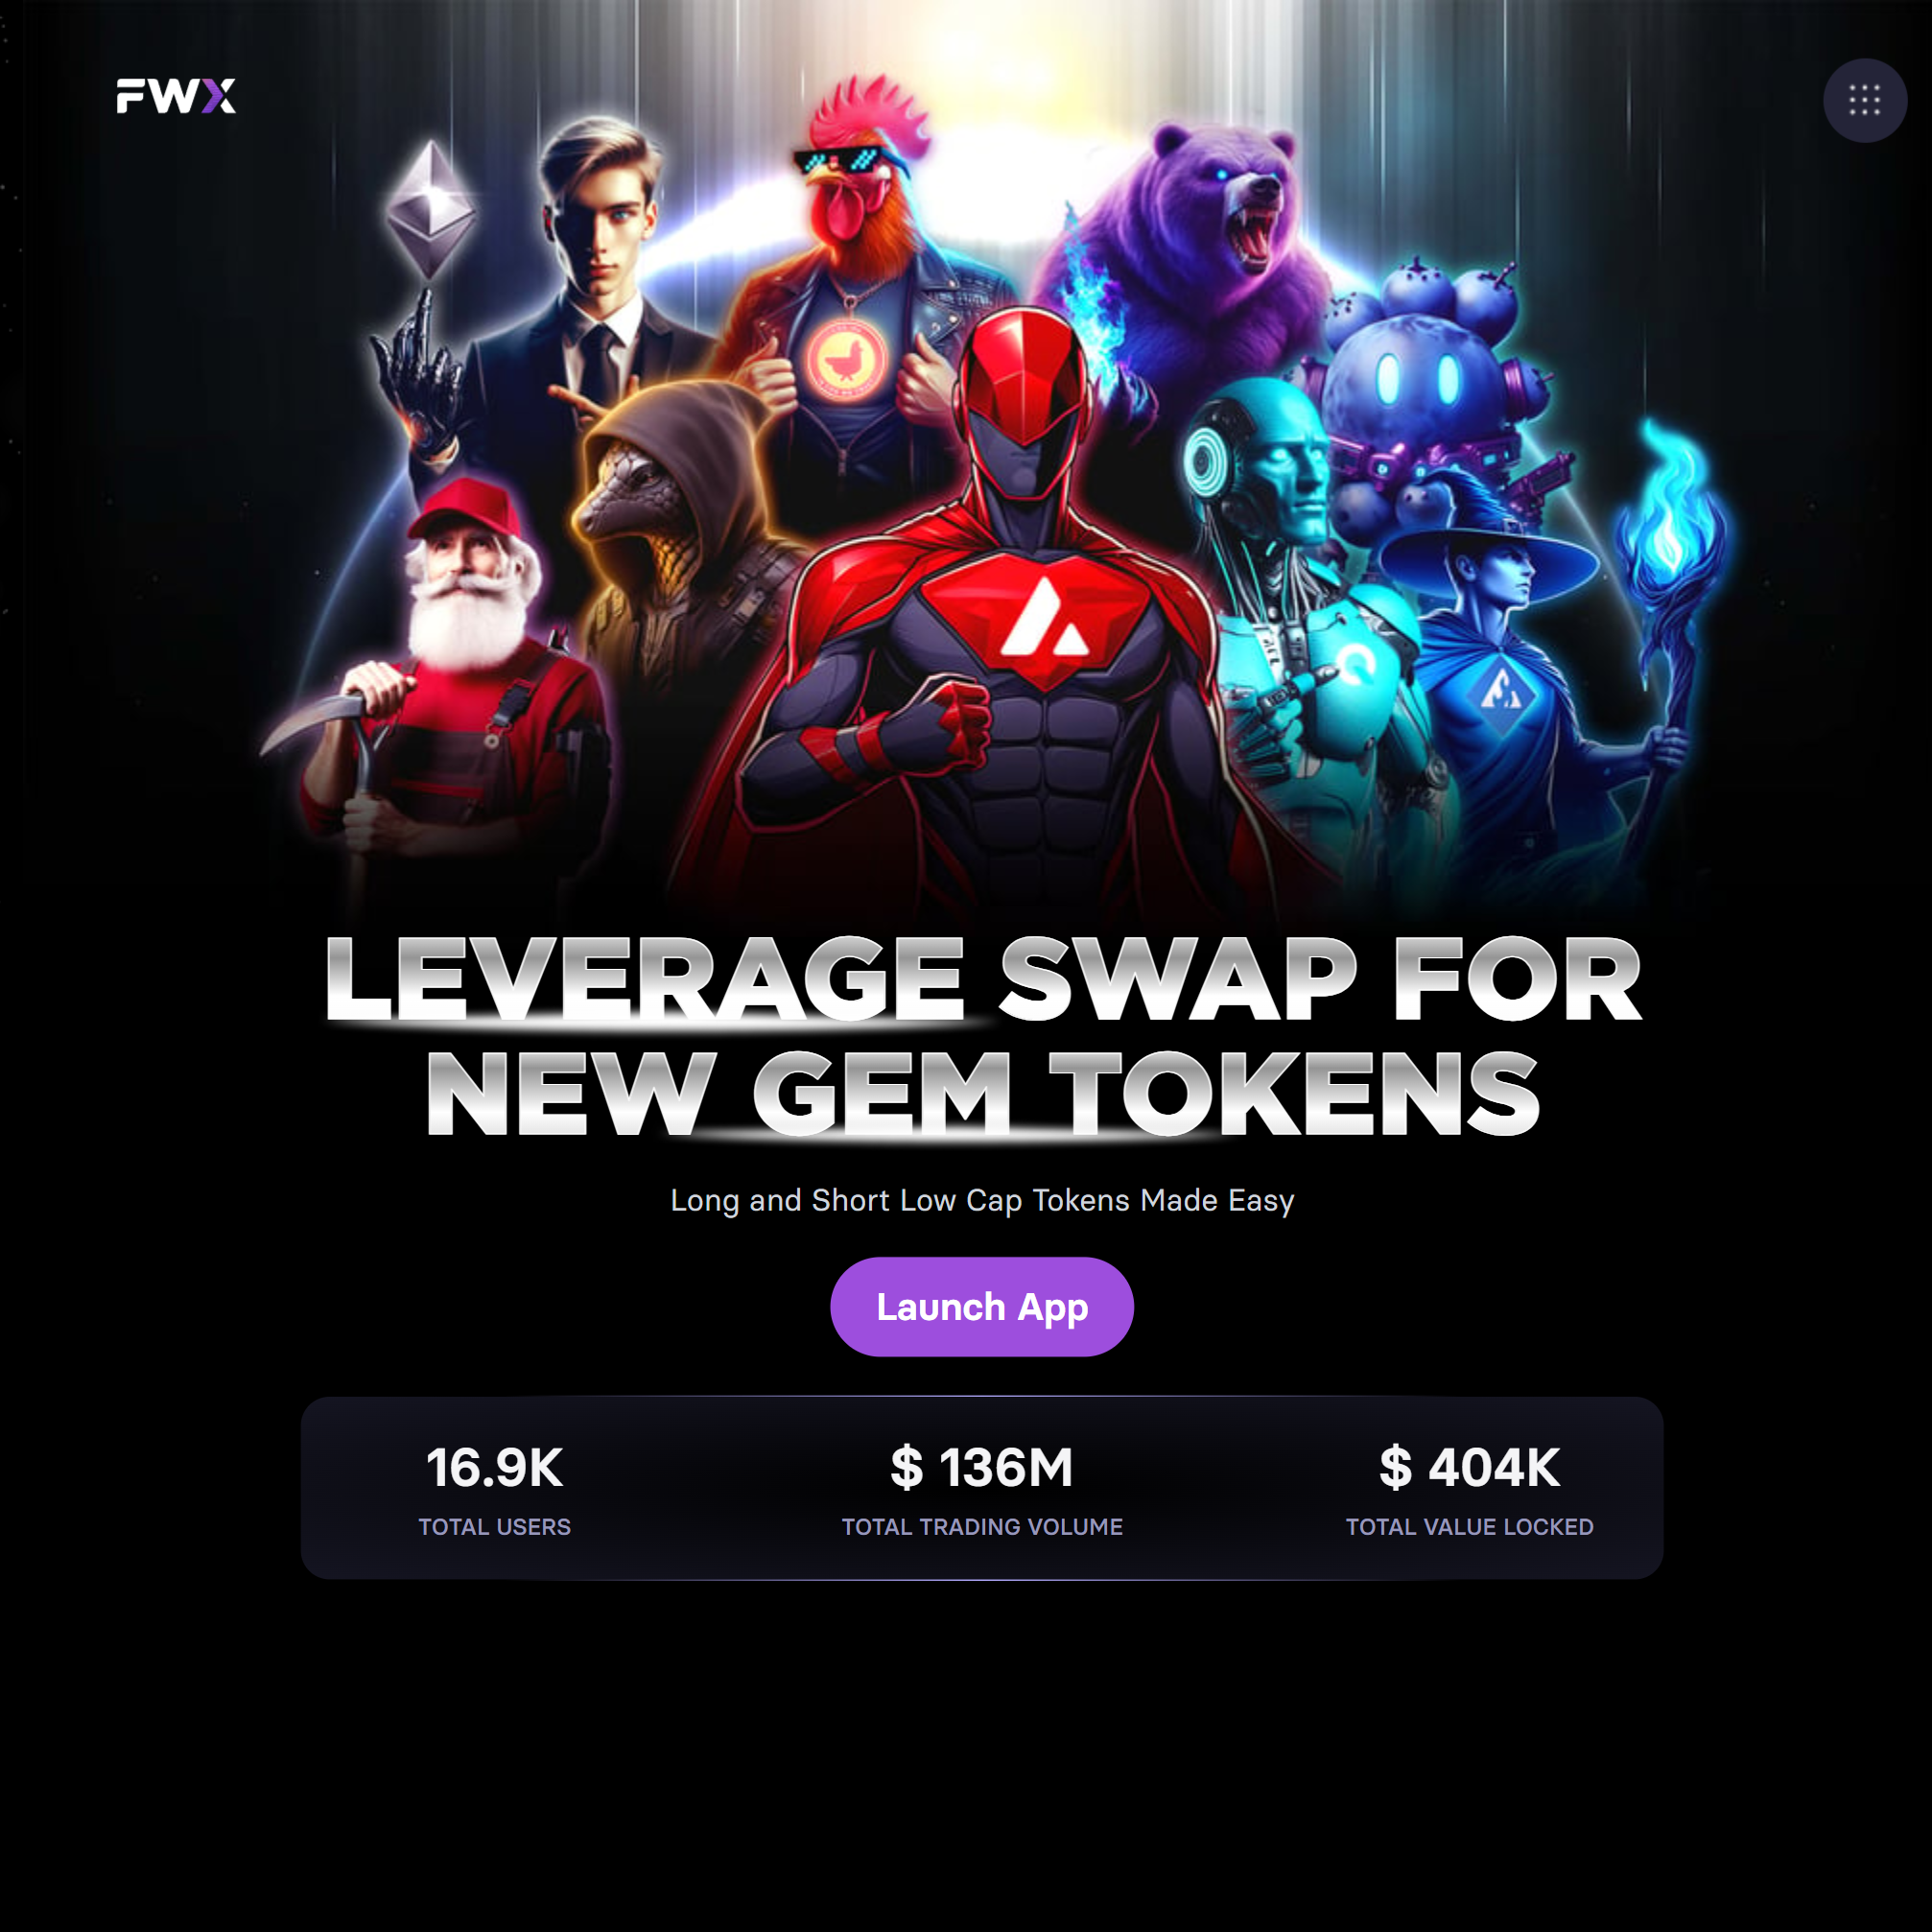 FWX
LEVERAGE SWAP FOR
NEW GEM TOKENS
Long and Short Low Cap Tokens Made Easy
Launch App
16.9K
$ 136M
$ 404K
TOTAL USERS
TOTAL TRADING VOLUME
TOTAL VALUE LOCKED